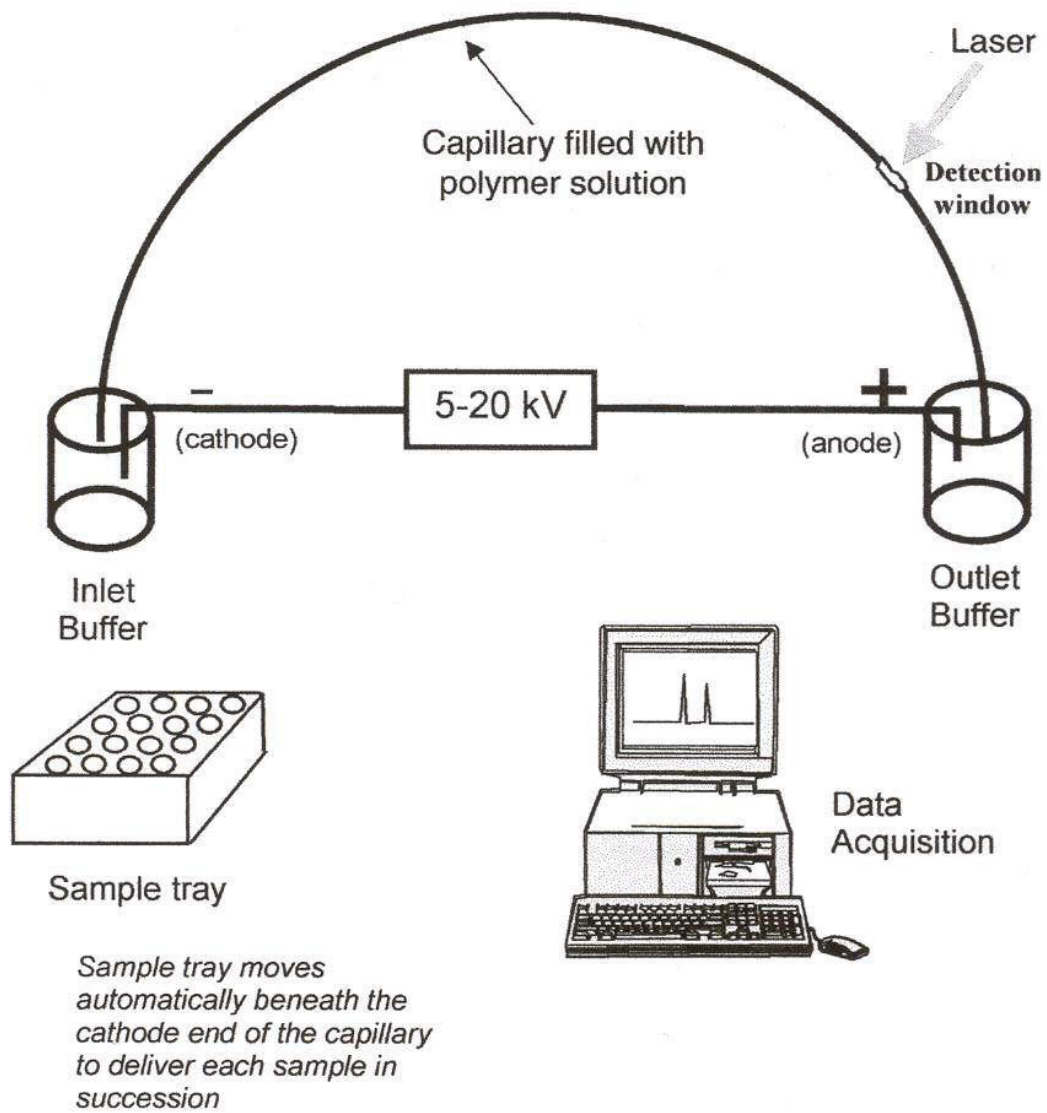 Laser
Capillary filled with
polymer solution
Detection
window
–
5-20 kV
+
(cathode)
(anode)
Inlet
Buffer
Outlet
Buffer
Sample tray
Data
Acquisition
Sample tray moves
automatically beneath the
cathode end of the capillary
to deliver each sample in
succession